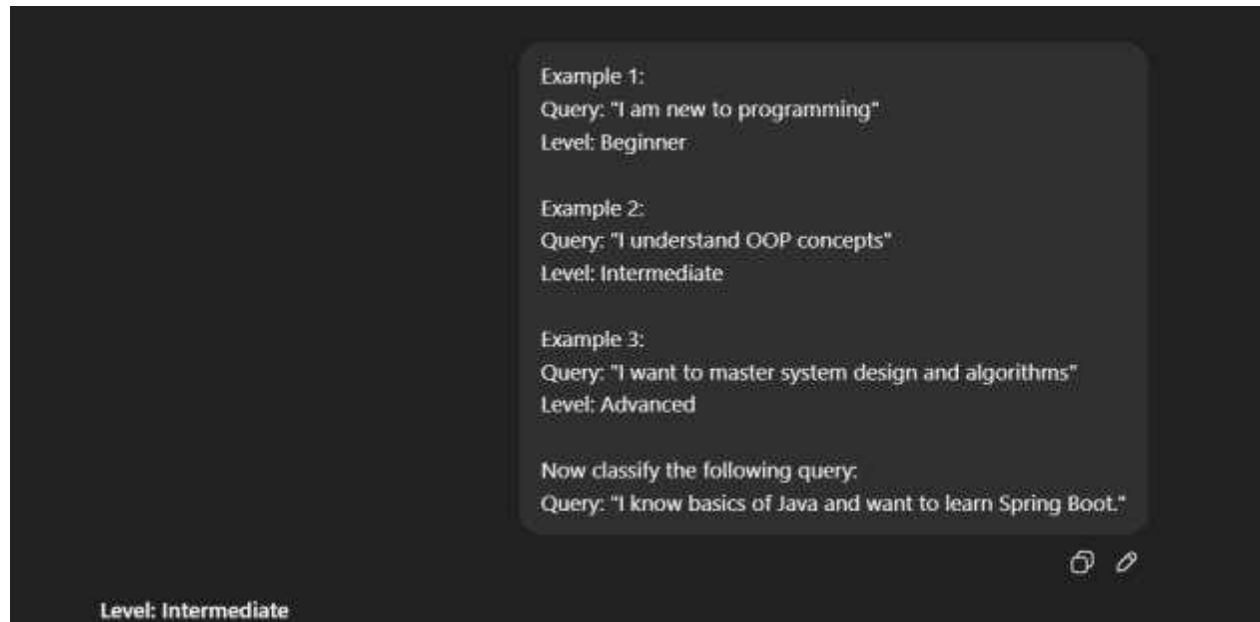 Example 1:
Query: "I am new to programming"
Level: Beginner
Example 2:
Query: "I understand OOP concepts"
Level: Intermediate
Example 3:
Query: "I want to master system design and algorithms"
Level: Advanced
Now classify the following query:
Query: "I know basics of Java and want to learn Spring Boot."
Level: Intermediate